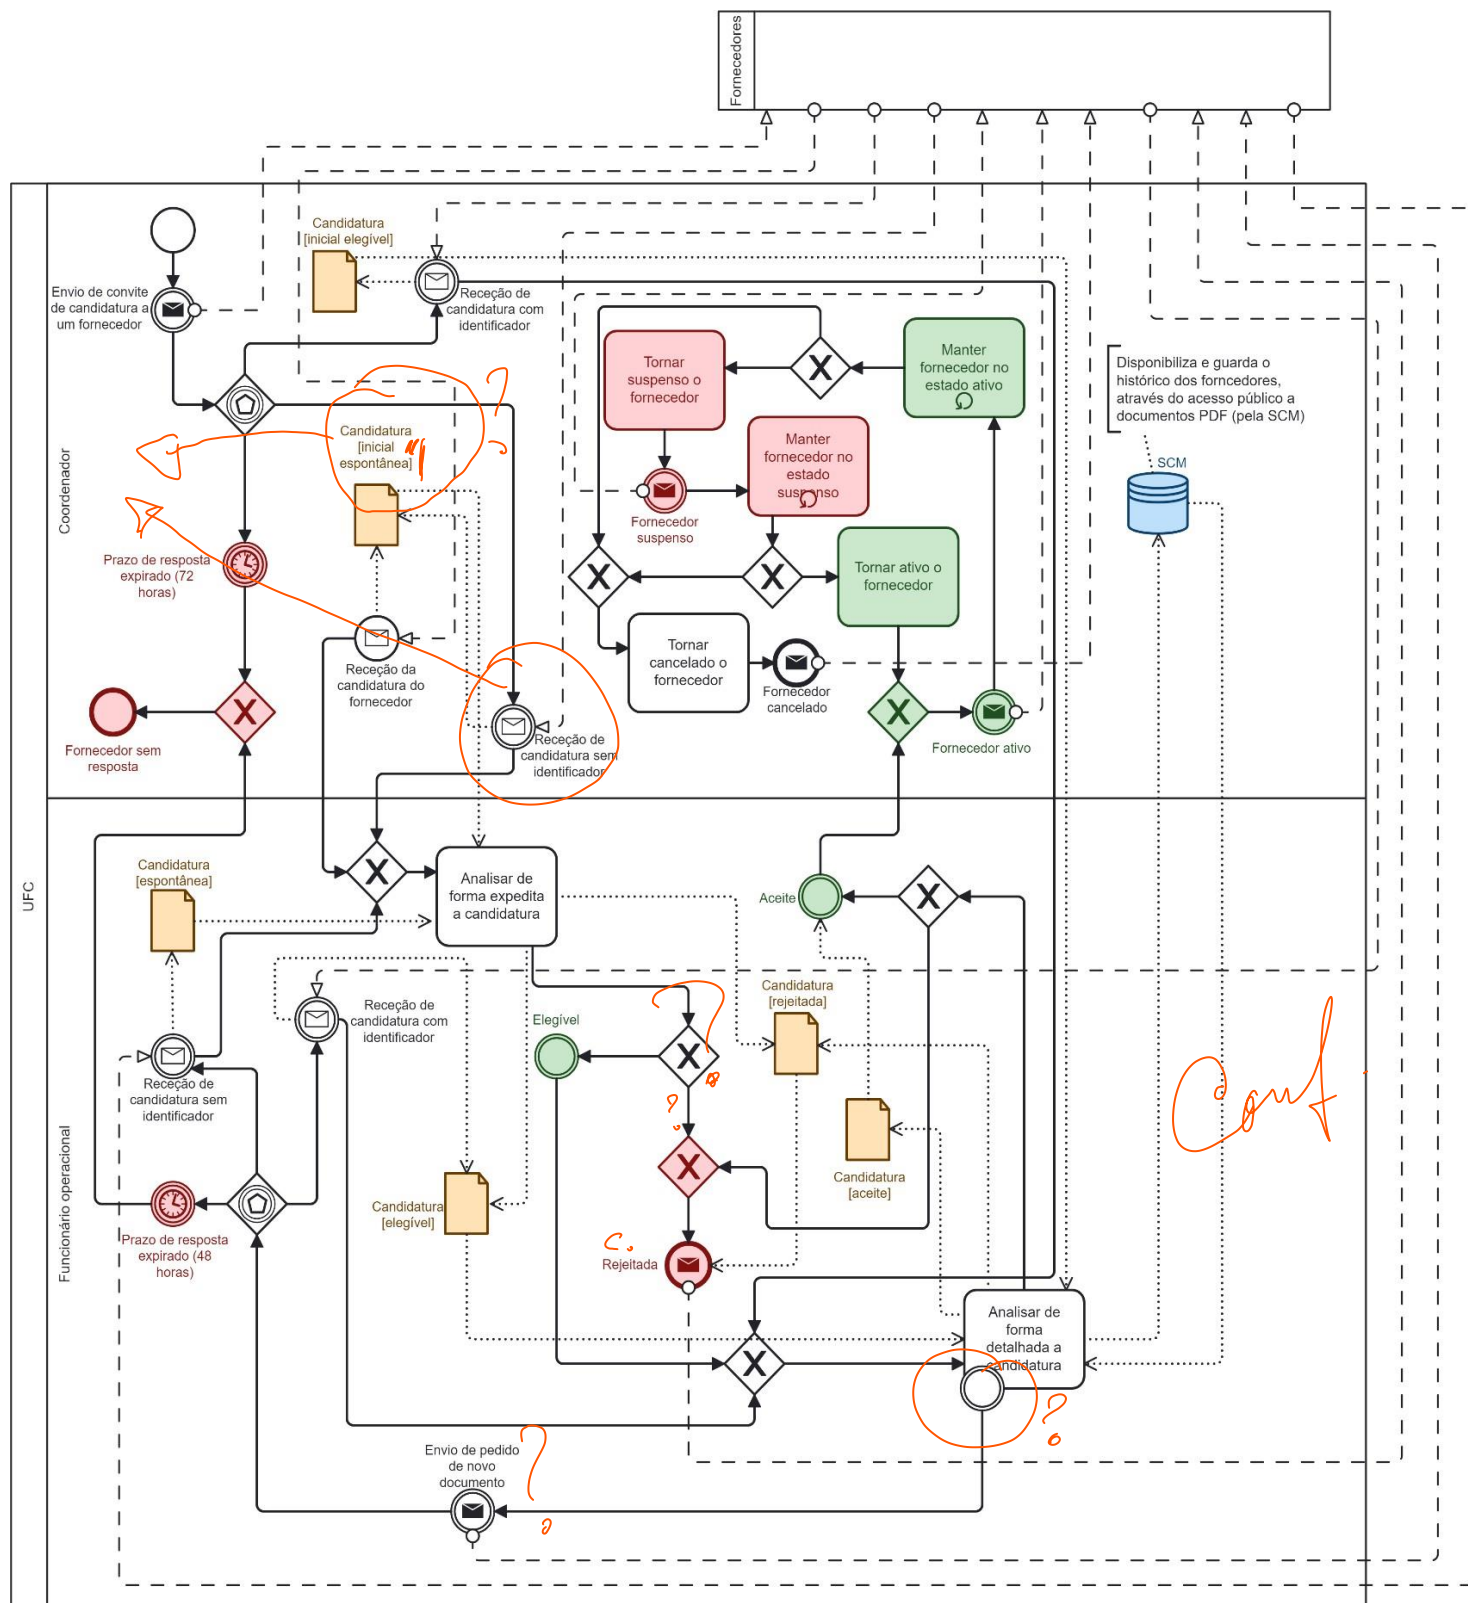 Fornecedores
UFC
Coordenador
Envio de convite
de candidatura a
um fornecedor
Candidatura
[inicial elegível]
Receção de
candidatura com
identificador
Candidatura
[inicial
espontânea]
Prazo de resposta
expirado (72
horas)
Receção da
candidatura do
fornecedor
Fornecedor sem
resposta
Receção de
candidatura sem
identificador
Tornar
suspenso o
fornecedor
Manter
fornecedor no
estado ativo
Fornecedor
suspenso
Manter
fornecedor no
estado
suspenso
Tornar ativo o
fornecedor
Tornar
cancelado o
fornecedor
Fornecedor
cancelado
Fornecedor ativo
Disponibiliza e guarda o
histórico dos forncedores,
através do acesso público a
documentos PDF (pela SCM)
SCM
Funcionário operacional
Candidatura
[espontânea]
Analisar de
forma expedita
a candidatura
Aceite
Receção de
candidatura com
identificador
Elegível
Candidatura
[rejeitada]
Receção de
candidatura sem
identificador
Candidatura
[aceite]
Candidatura
[elegível]
Prazo de resposta
expirado (48
horas)
Rejeitada
Analisar de
forma
detalhada a
candidatura
Envio de pedido
de novo
documento
?
?
?
?
?